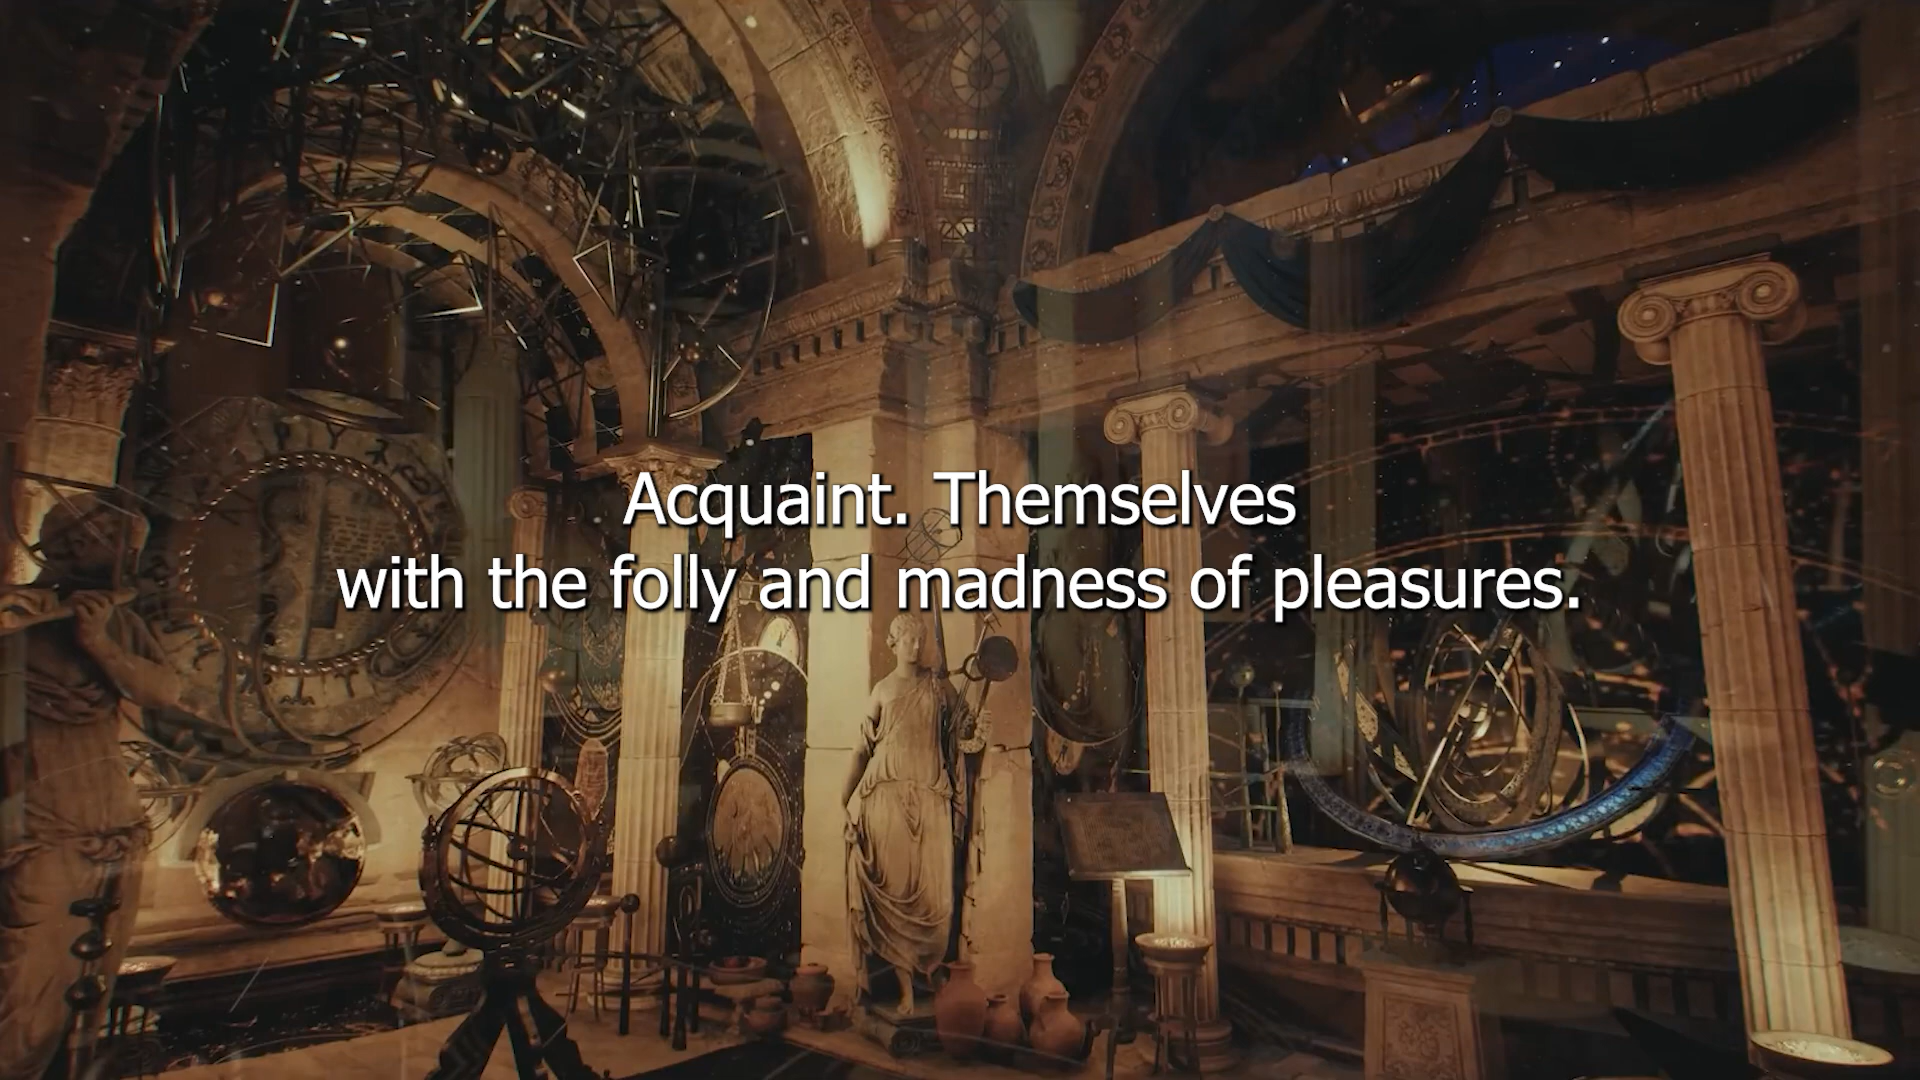 Acquaint. Themselves
with the folly and madness of pleasures.